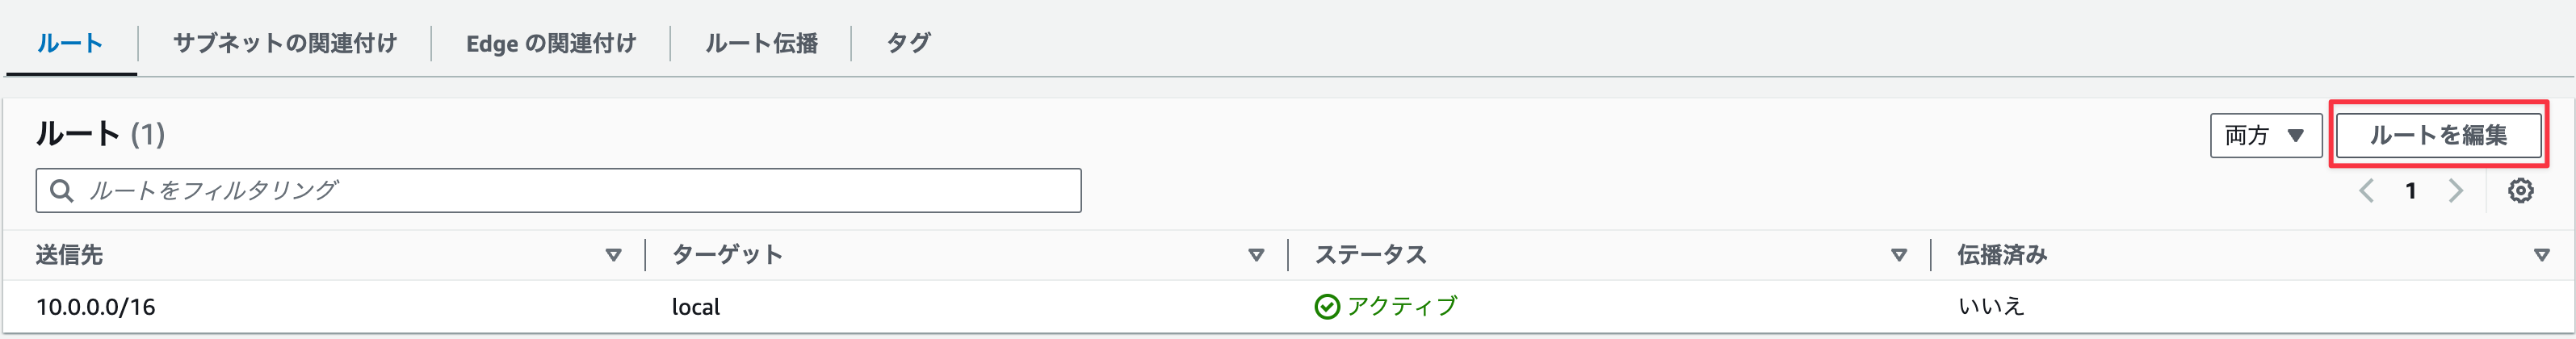 ルート サブネットの関連付け Edge の関連付け ルート伝播 タグ
ルート (1) 両方 ルートを編集
ルートをフィルタリング 1
送信先 ターゲット ステータス 伝播済み
10.0.0.0/16 local アクティブ いいえ